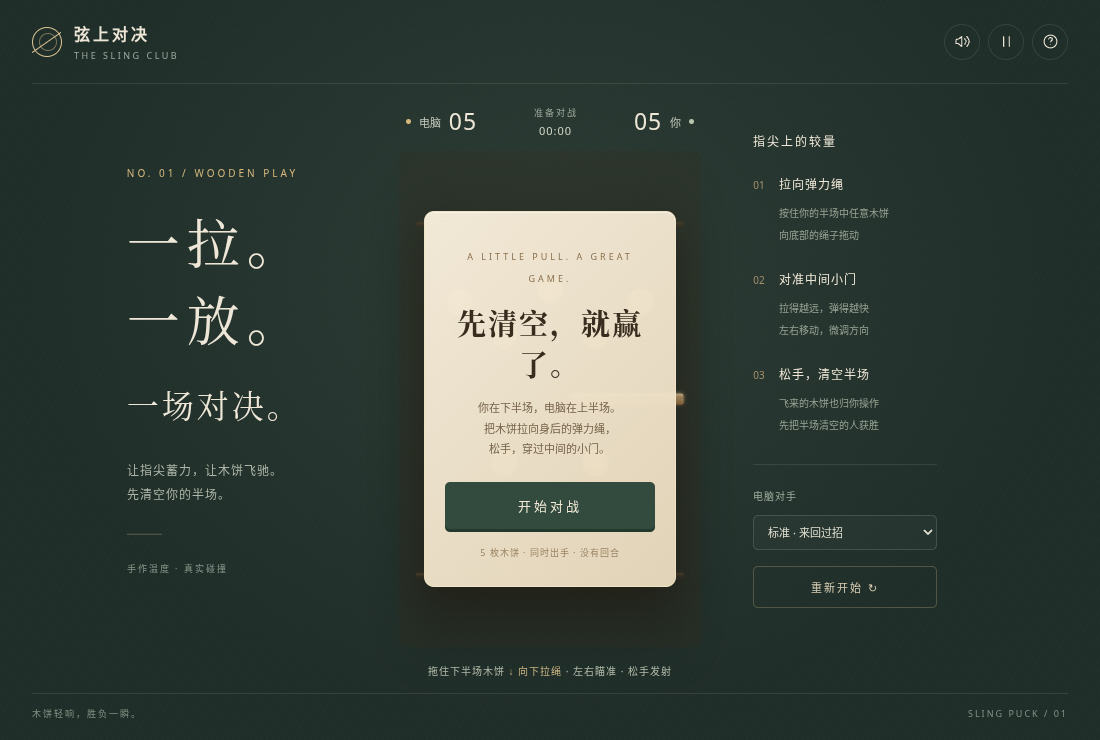 弦上对决
THE SLING CLUB
电脑 05
准备对战
00:00
05 你
NO. 01 / WOODEN PLAY
一拉。
一放。
一场对决。
让指尖蓄力，让木饼飞驰。
先清空你的半场。
手作温度 · 真实碰撞
A LITTLE PULL. A GREAT
GAME.
先清空，就赢
了。
你在下半场，电脑在上半场。
把木饼拉向身后的弹力绳，
松手，穿过中间的小门。
开始对战
5 枚木饼 · 同时出手 · 没有回合
拖住下半场木饼 ↓ 向下拉绳 · 左右瞄准 · 松手发射
指尖上的较量
01 拉向弹力绳
按住你的半场中任意木饼
向底部的绳子拖动
02 对准中间小门
拉得越远，弹得越快
左右移动，微调方向
03 松手，清空半场
飞来的木饼也归你操作
先把半场清空的人获胜
电脑对手
标准 · 来回过招
重新开始 ↻
木饼轻响，胜负一瞬。
SLING PUCK / 01